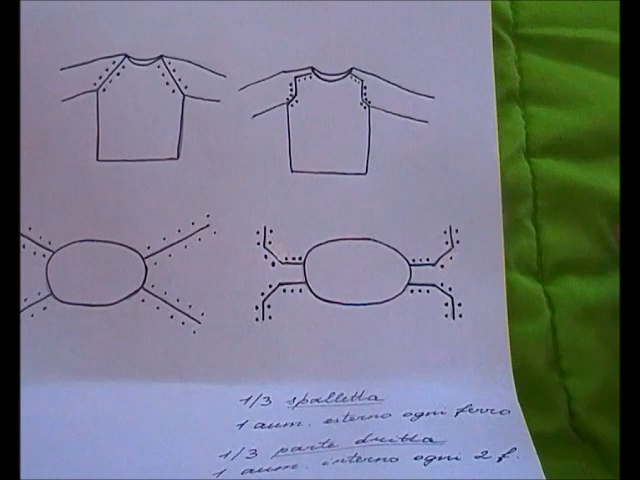 1/3 spalletta
1 aum. esterno ogni ferro
1/3 parte dritta
1 aum. interno ogni 2 f.